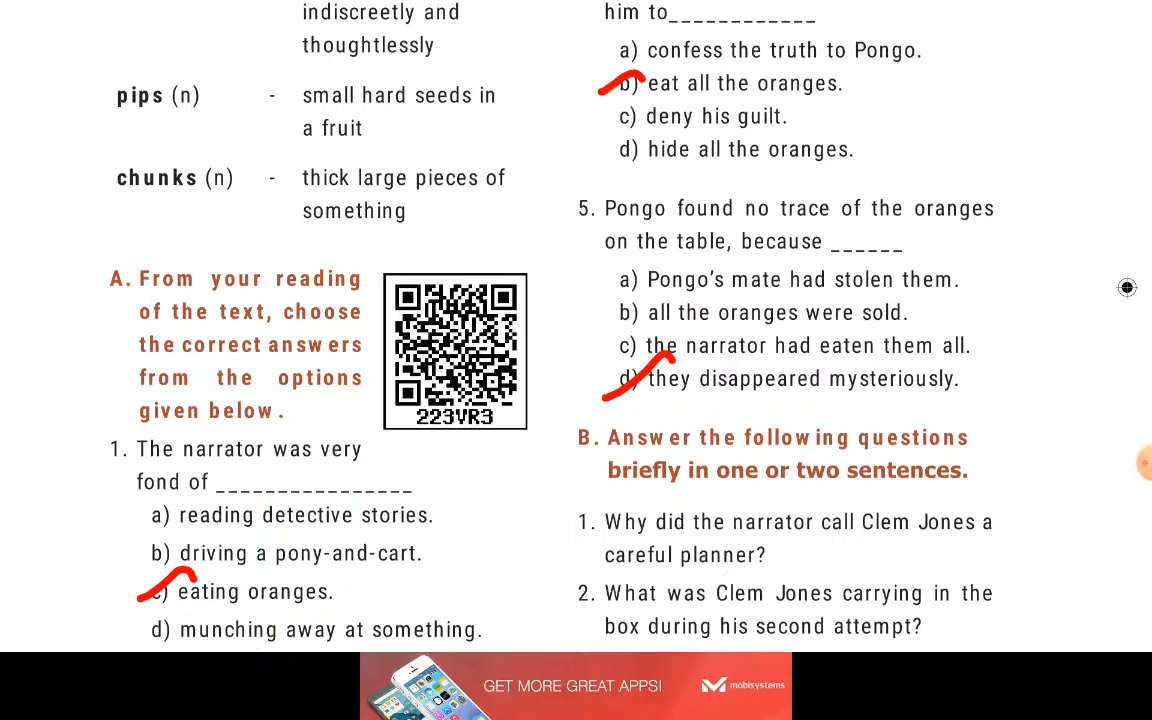 indiscreetly and
thoughtlessly
pips (n) - small hard seeds in
a fruit
chunks (n) - thick large pieces of
something
A. From your reading
of the text, choose
the correct answers
from the options
given below.
223VR3
1. The narrator was very
fond of ________________
a) reading detective stories.
b) driving a pony-and-cart.
c) eating oranges.
d) munching away at something.
him to____________
a) confess the truth to Pongo.
b) eat all the oranges.
c) deny his guilt.
d) hide all the oranges.
5. Pongo found no trace of the oranges
on the table, because ______
a) Pongo's mate had stolen them.
b) all the oranges were sold.
c) the narrator had eaten them all.
d) they disappeared mysteriously.
B. Answer the following questions
briefly in one or two sentences.
1. Why did the narrator call Clem Jones a
careful planner?
2. What was Clem Jones carrying in the
box during his second attempt?
GET MORE GREAT APPS!
mobisystems